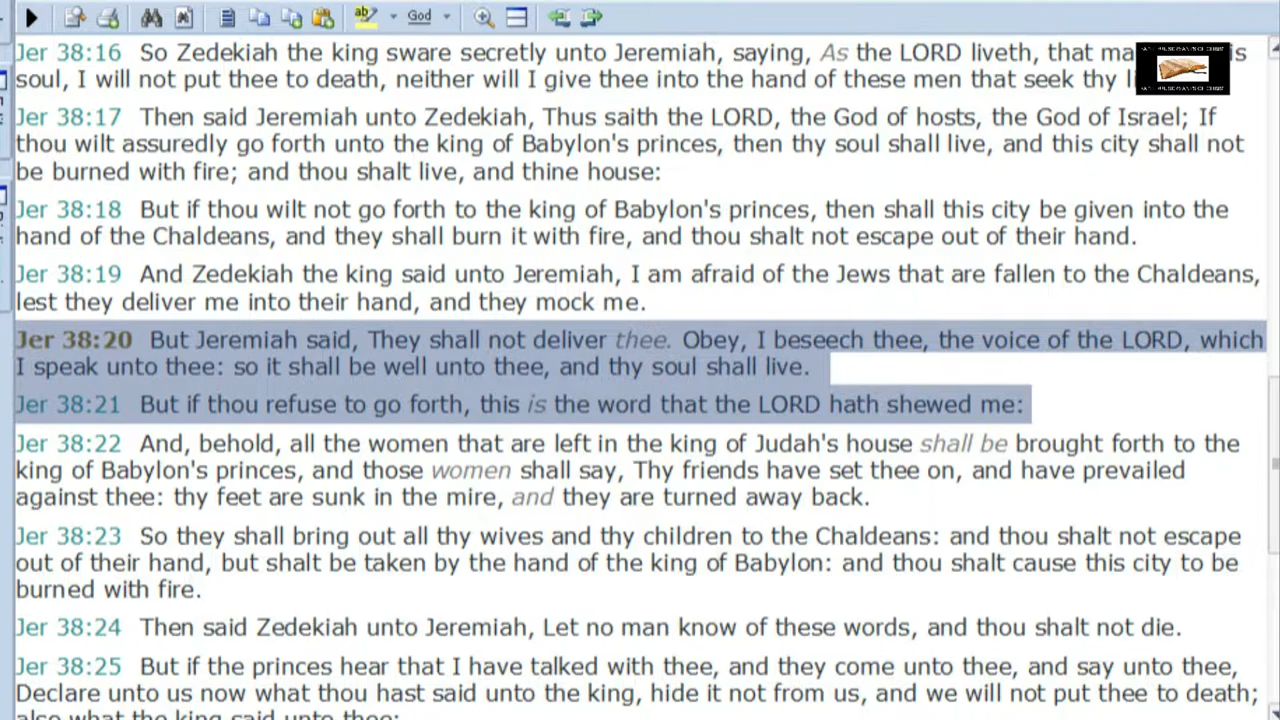 God
Jer 38:16 So Zedekiah the king sware secretly unto Jeremiah, saying, As the LORD liveth, that
soul, I will not put thee to death, neither will I give thee into the hand of these men that seek thy
Jer 38:17 Then said Jeremiah unto Zedekiah, Thus saith the LORD, the God of hosts, the God of Israel; If
thou wilt assuredly go forth unto the king of Babylon's princes, then thy soul shall live, and this city shall not
be burned with fire; and thou shalt live, and thine house:
Jer 38:18 But if thou wilt not go forth to the king of Babylon's princes, then shall this city be given into the
hand of the Chaldeans, and they shall burn it with fire, and thou shalt not escape out of their hand.
Jer 38:19 And Zedekiah the king said unto Jeremiah, I am afraid of the Jews that are fallen to the Chaldeans,
lest they deliver me into their hand, and they mock me.
Jer 38:20 But Jeremiah said, They shall not deliver thee. Obey, I beseech thee, the voice of the LORD, which
I speak unto thee: so it shall be well unto thee, and thy soul shall live.
Jer 38:21 But if thou refuse to go forth, this is the word that the LORD hath shewed me:
Jer 38:22 And, behold, all the women that are left in the king of Judah's house shall be brought forth to the
king of Babylon's princes, and those women shall say, Thy friends have set thee on, and have prevailed
against thee: thy feet are sunk in the mire, and they are turned away back.
Jer 38:23 So they shall bring out all thy wives and thy children to the Chaldeans: and thou shalt not escape
out of their hand, but shalt be taken by the hand of the king of Babylon: and thou shalt cause this city to be
burned with fire.
Jer 38:24 Then said Zedekiah unto Jeremiah, Let no man know of these words, and thou shalt not die.
Jer 38:25 But if the princes hear that I have talked with thee, and they come unto thee, and say unto thee,
Declare unto us now what thou hast said unto the king, hide it not from us, and we will not put thee to death;
also what the king said unto thee: